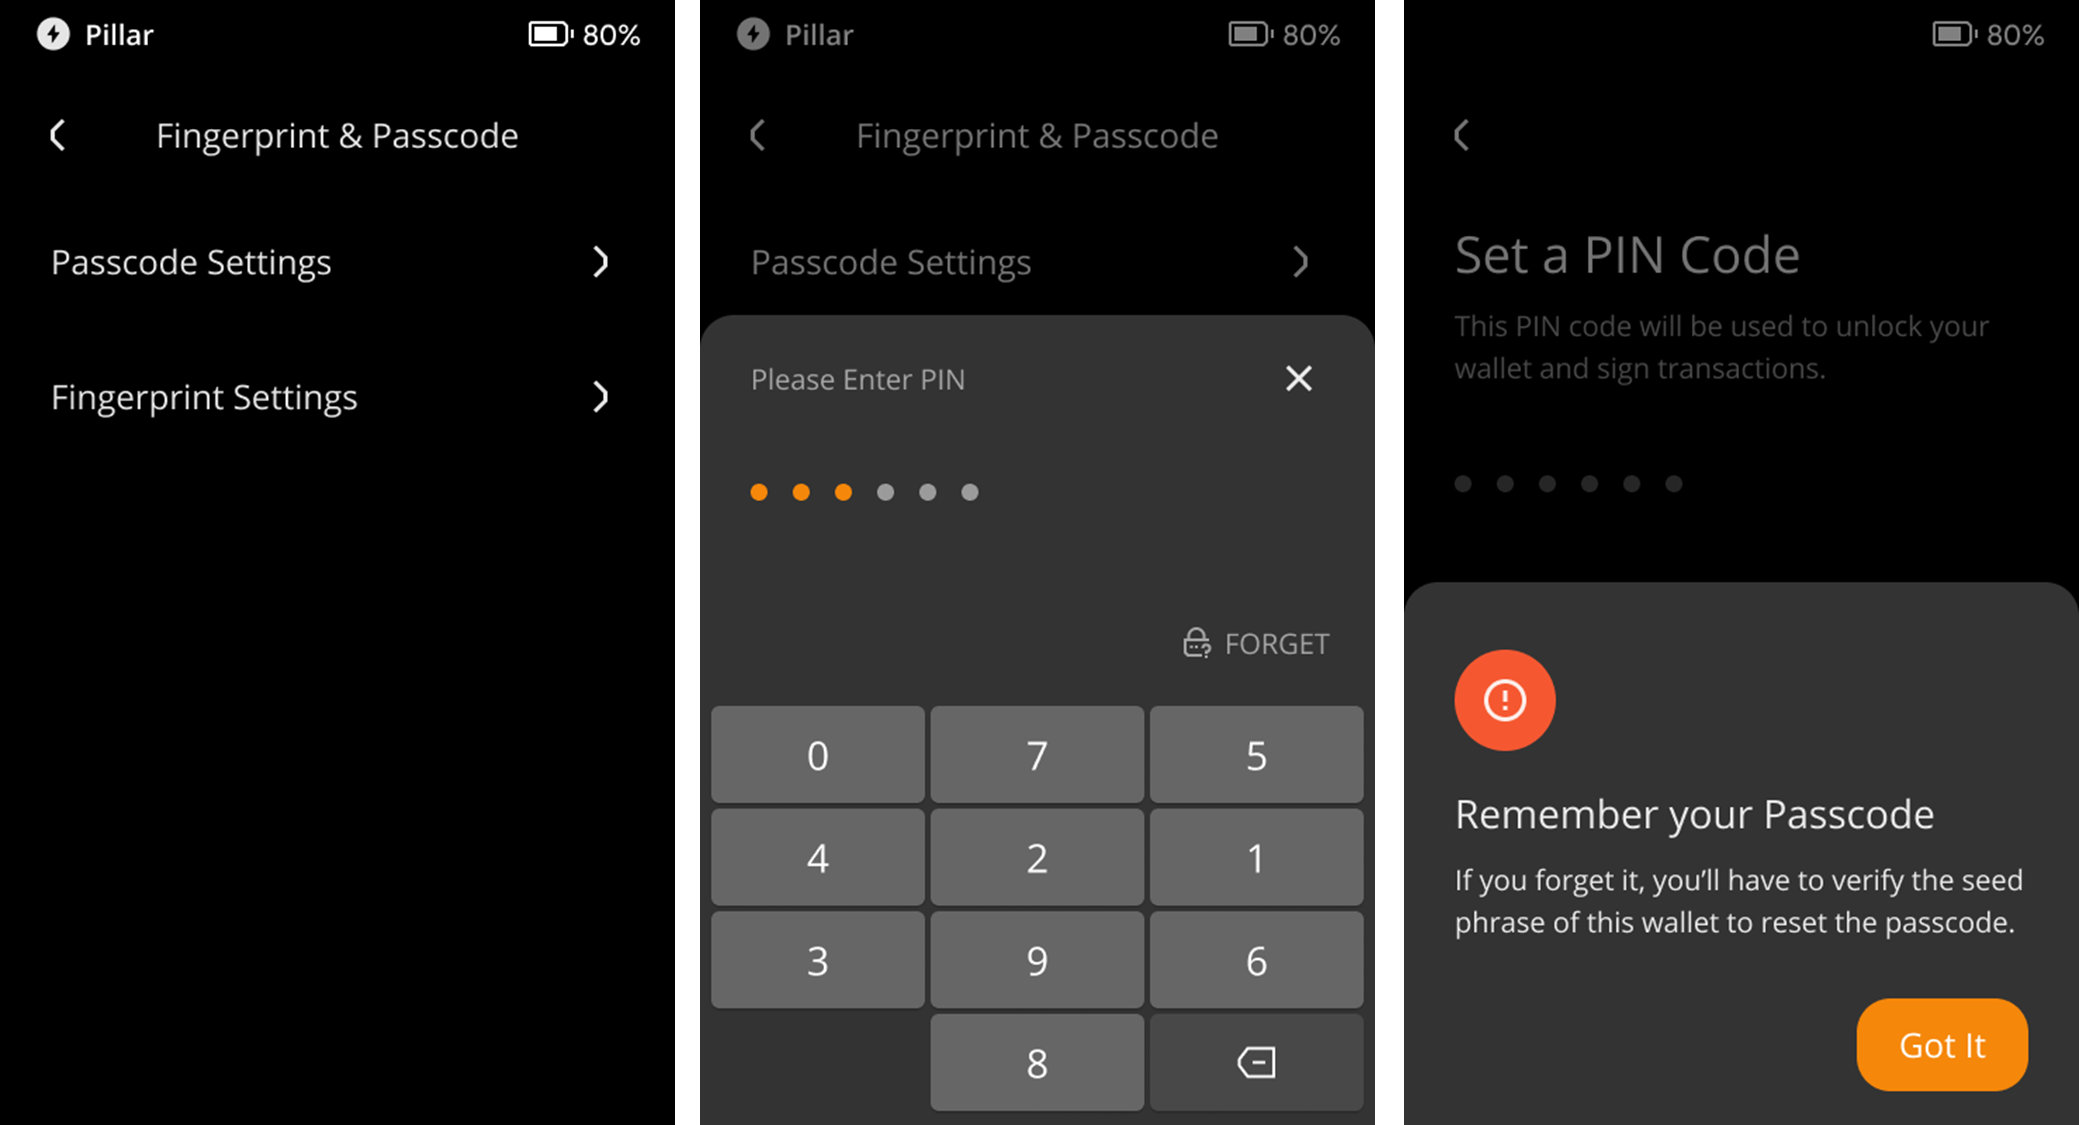 Pillar
80%
Fingerprint & Passcode
Passcode Settings
Fingerprint Settings
Pillar
80%
Fingerprint & Passcode
Passcode Settings
Please Enter PIN
FORGET
0 7 5
4 2 1
3 9 6
8
80%
Set a PIN Code
This PIN code will be used to unlock your
wallet and sign transactions.
Remember your Passcode
If you forget it, you’ll have to verify the seed
phrase of this wallet to reset the passcode.
Got It